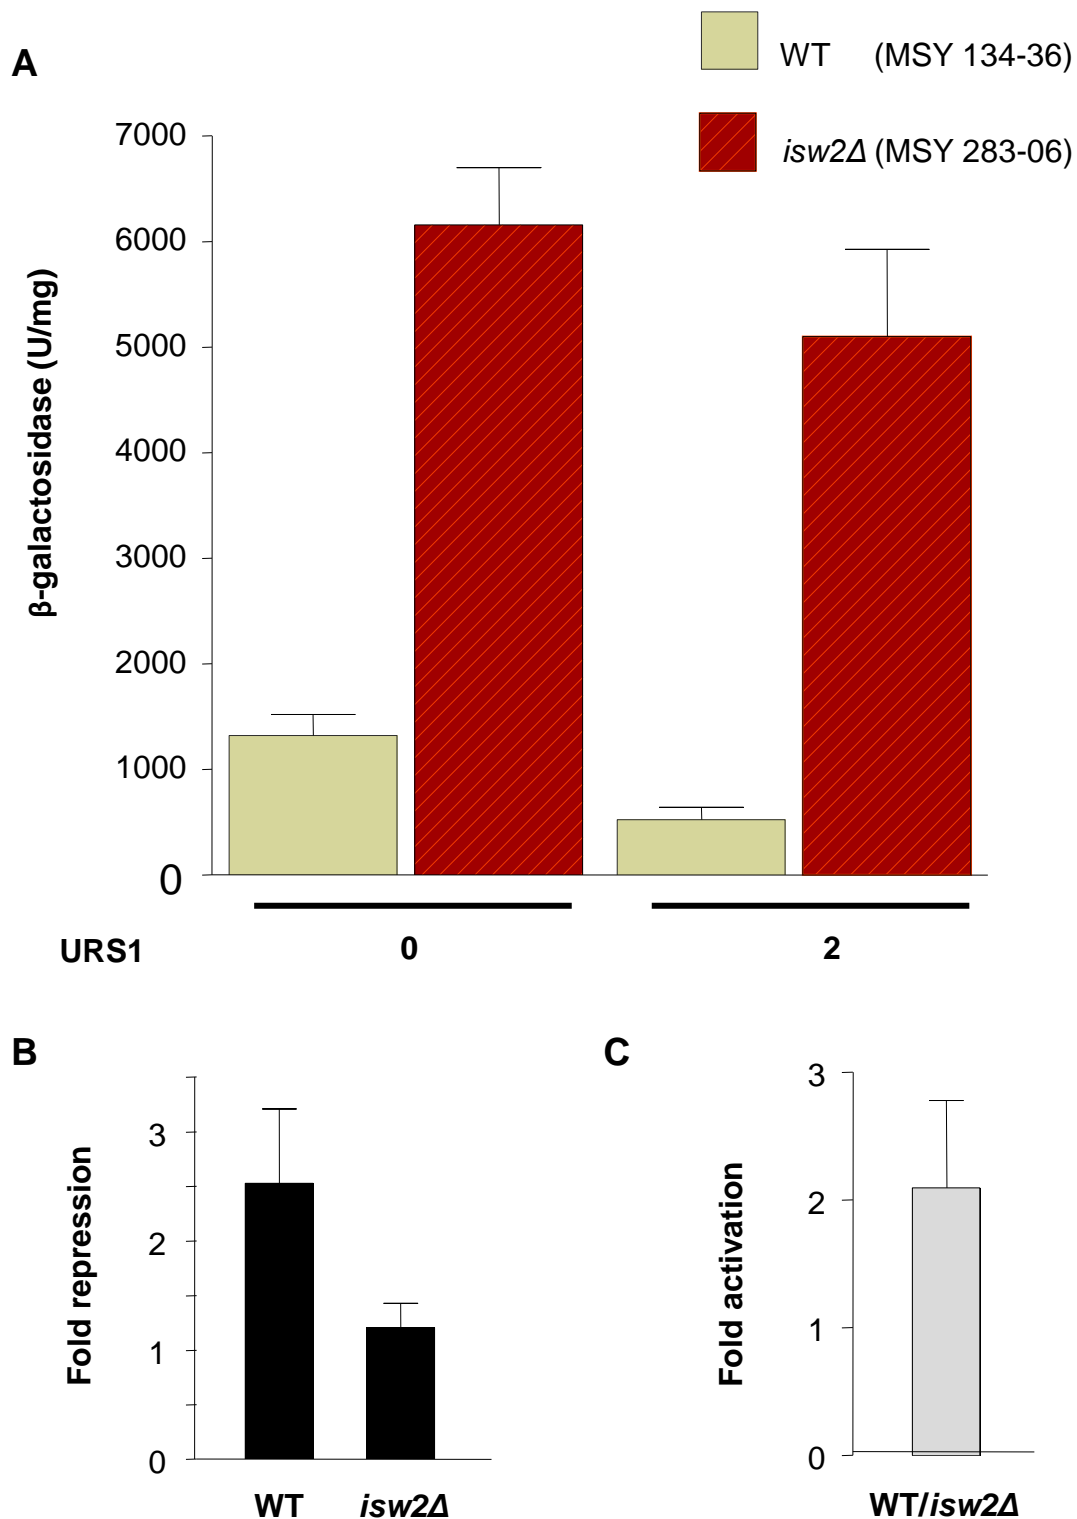 A
WT (MSY 134-36)
isw2Δ (MSY 283-06)
7000
6000
5000
4000
3000
2000
1000
0
β-galactosidase (U/mg)
URS1 0 2
B
3
2
1
0
Fold repression
WT isw2Δ
C
3
2
1
0
Fold activation
WT/isw2Δ